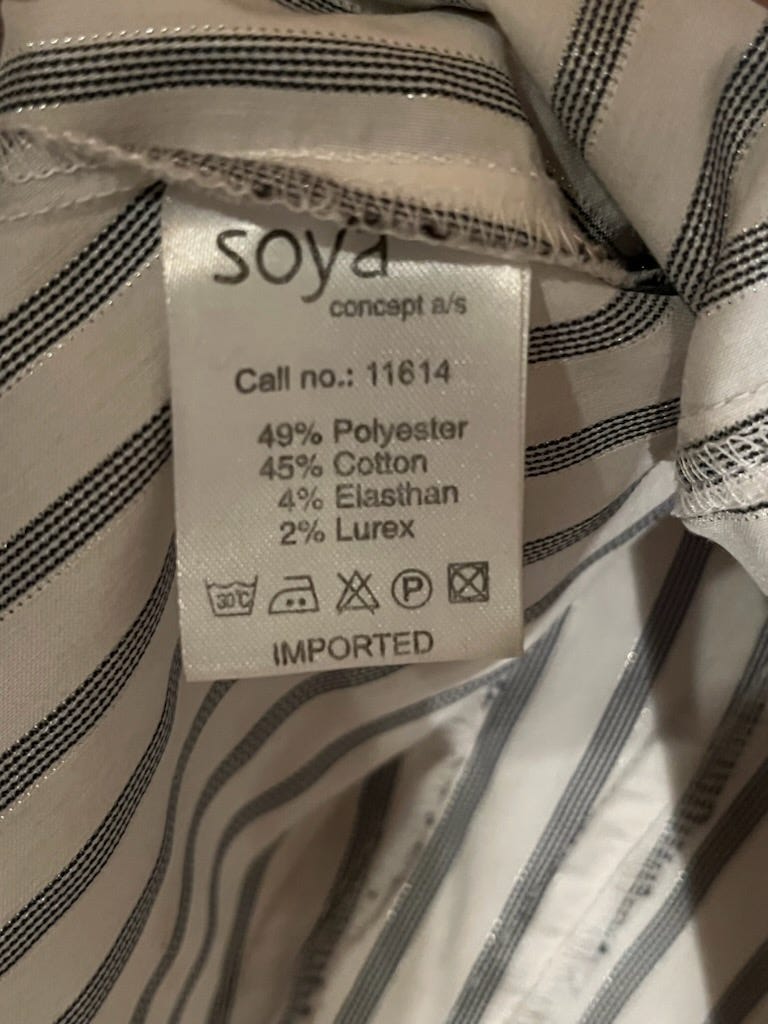 soya
concept a/s
Call no.: 11614
49% Polyester
45% Cotton
4% Elasthan
2% Lurex
30°C P
IMPORTED